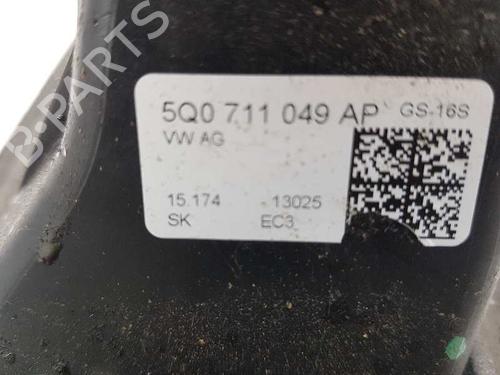 B-PARTS
5Q0 711 049 AP GS-16S
VW AG
15.174 13025
SK EC3